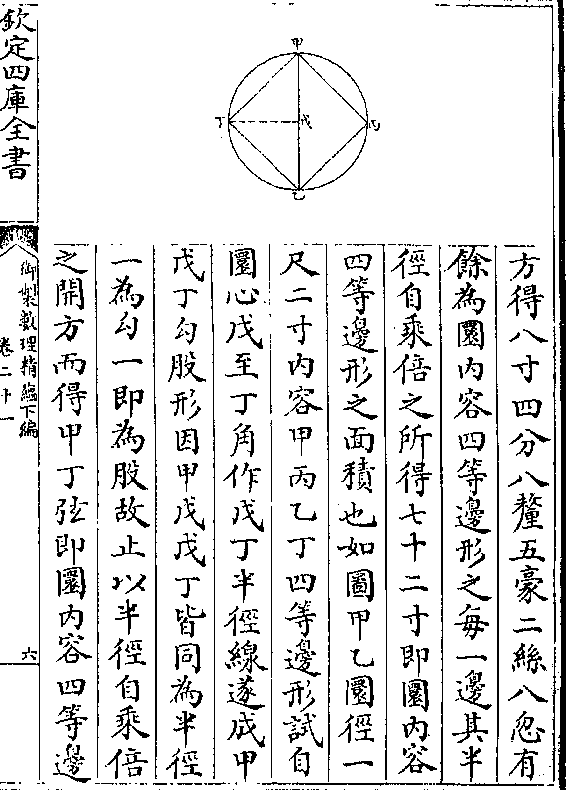 甲
丁
戊
丙
乙
方得八寸四分八釐五豪二絲八忽有
餘為圜内容四等邊形之每一邊其半
徑自乘倍之所得七十二寸即圜内容
四等邊形之面積也如圖甲乙圜徑一
尺二寸内容甲丙乙丁四等邊形試自
圜心戊至丁角作戊丁半徑線遂成甲
戊丁勾股形因甲戊戊丁皆同為半徑
一為勾一即為股故止以半徑自乘倍
之開方而得甲丁弦即圜内容四等邊
欽定四庫全書
御製數理精蘊下編
卷二十一
六